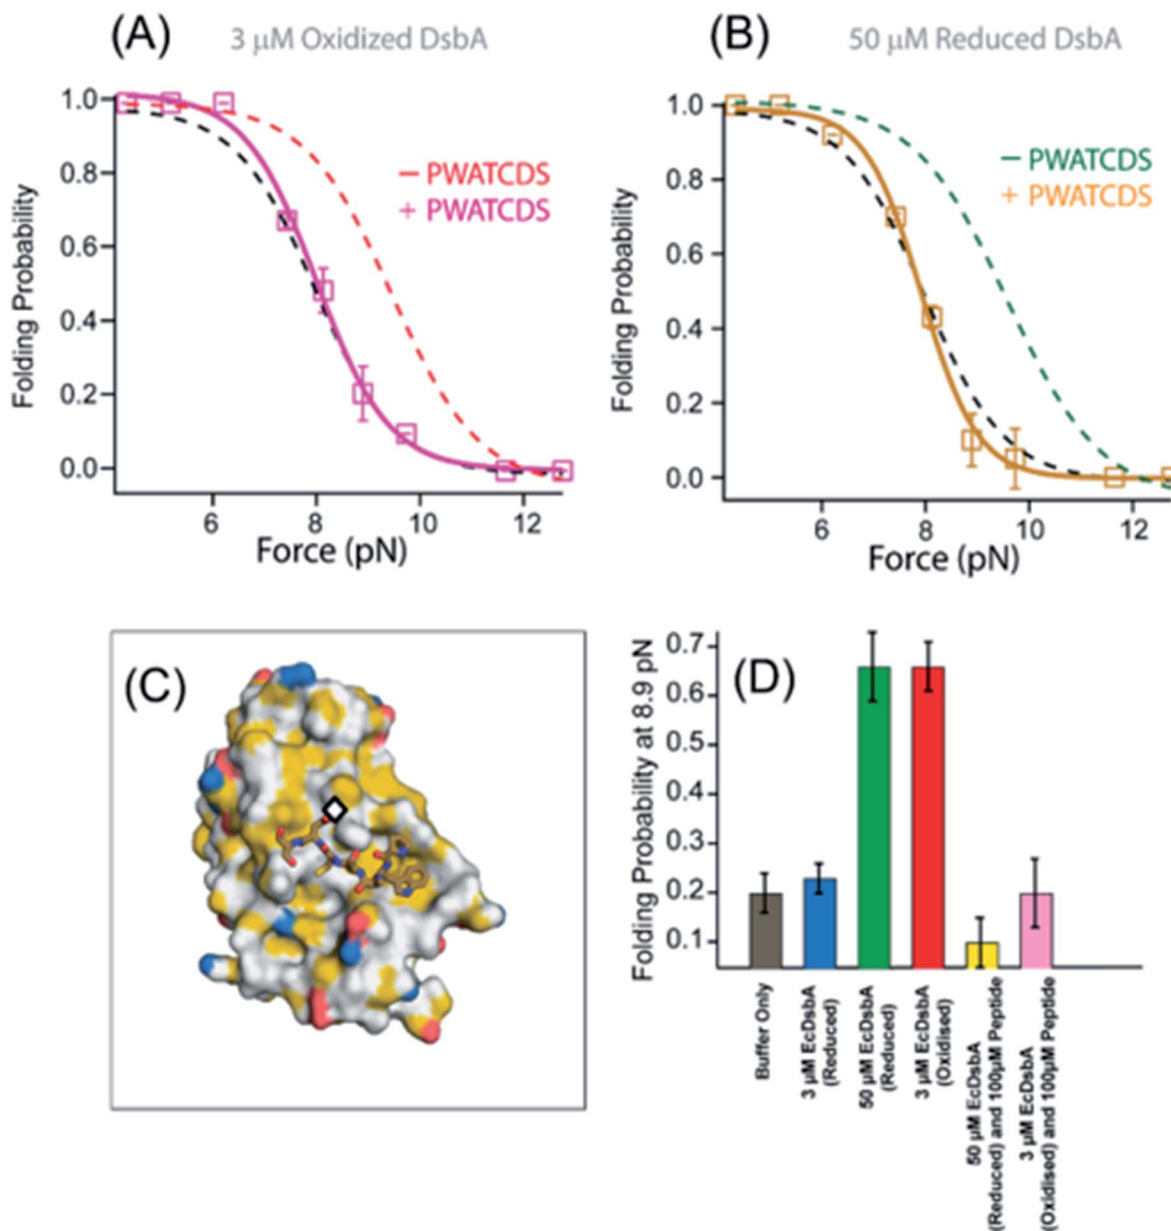 (A) 3 µM Oxidized DsbA
1.0
0.8
0.6
0.4
0.2
0.0
Folding Probability
− PWATCDS
+ PWATCDS
6 8 10 12
Force (pN)
(B) 50 µM Reduced DsbA
1.0
0.8
0.6
0.4
0.2
0.0
Folding Probability
− PWATCDS
+ PWATCDS
6 8 10 12
Force (pN)
(C)
(D)
Folding Probability at 8.9 pN
0.7
0.6
0.5
0.4
0.3
0.2
0.1
Buffer Only
3 µM EcDsbA
(Reduced)
50 µM EcDsbA
(Reduced)
3 µM EcDsbA
(Oxidised)
50 µM EcDsbA
(Reduced) and 100µM Peptide
3 µM EcDsbA
(Oxidised) and 100µM Peptide